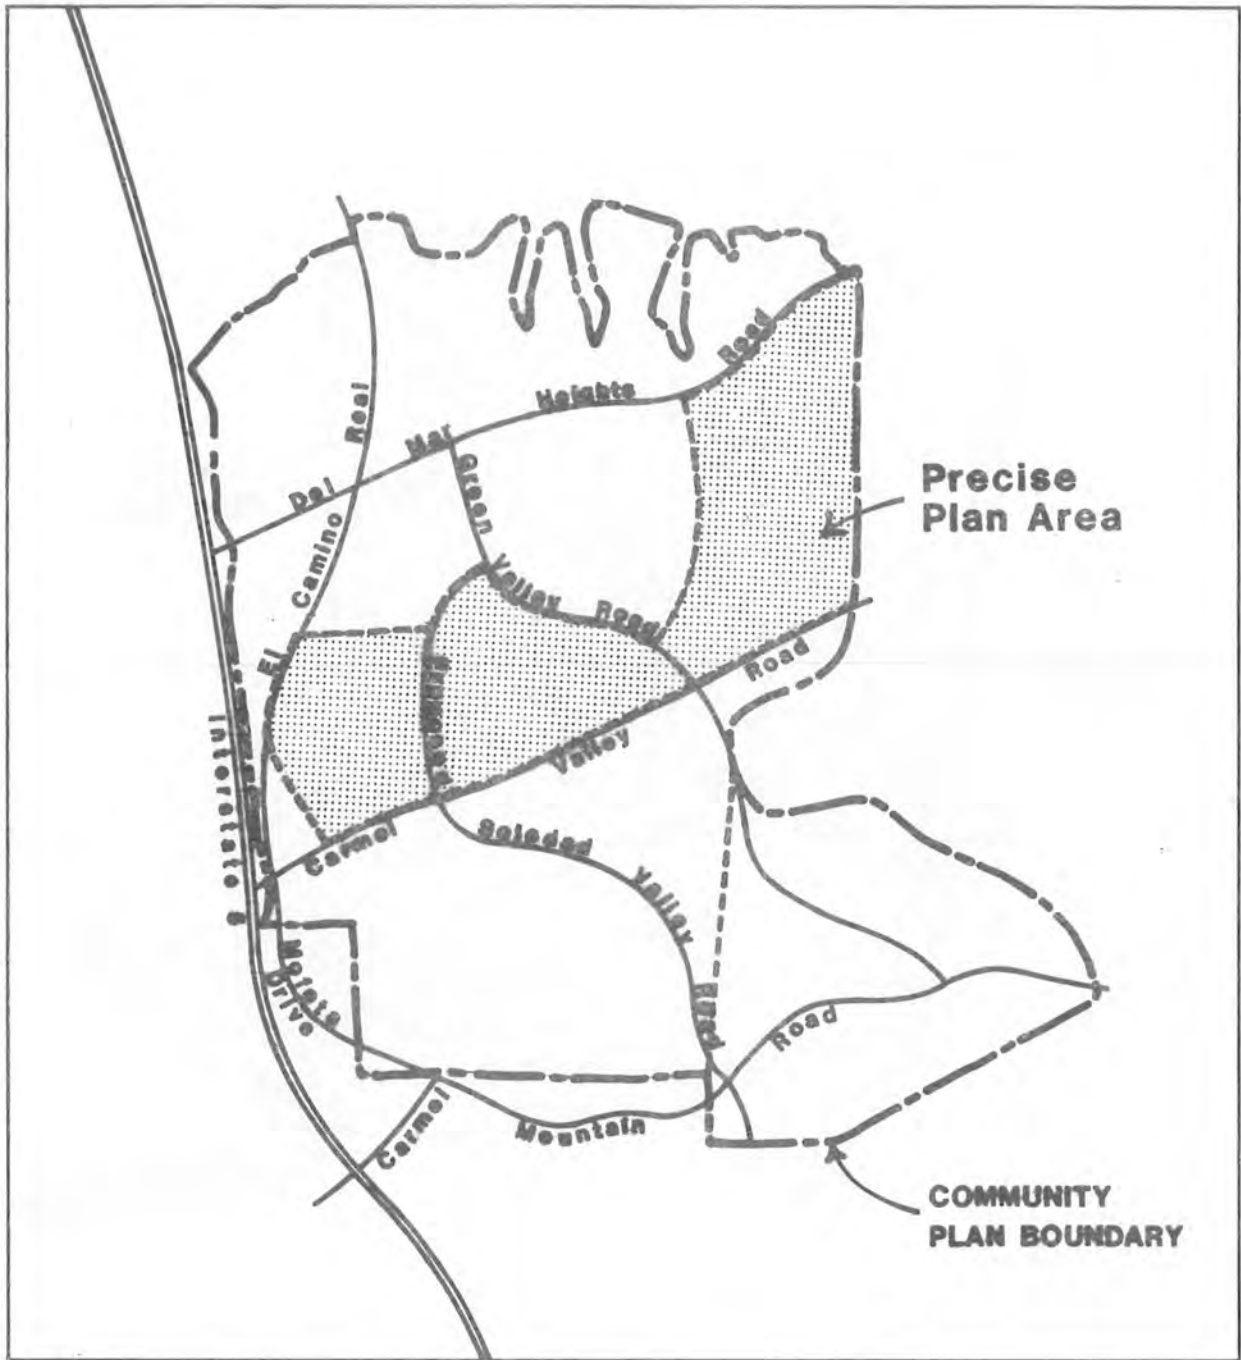 Del Mar Heights Road
El Camino Real
Green Valley Road
Precise
Plan Area
Interstate 5
Carmel Valley Road
Soledad Valley Road
Mofeta
Drive
Carmel Mountain Road
COMMUNITY
PLAN BOUNDARY